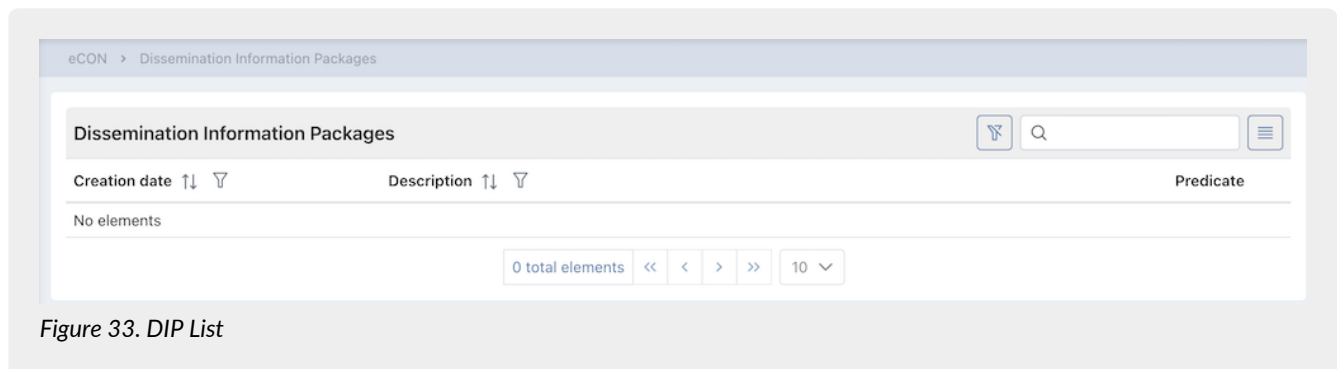 eCON > Dissemination Information Packages
Dissemination Information Packages
Creation date Description Predicate
No elements
0 total elements << < > >> 10
Figure 33. DIP List